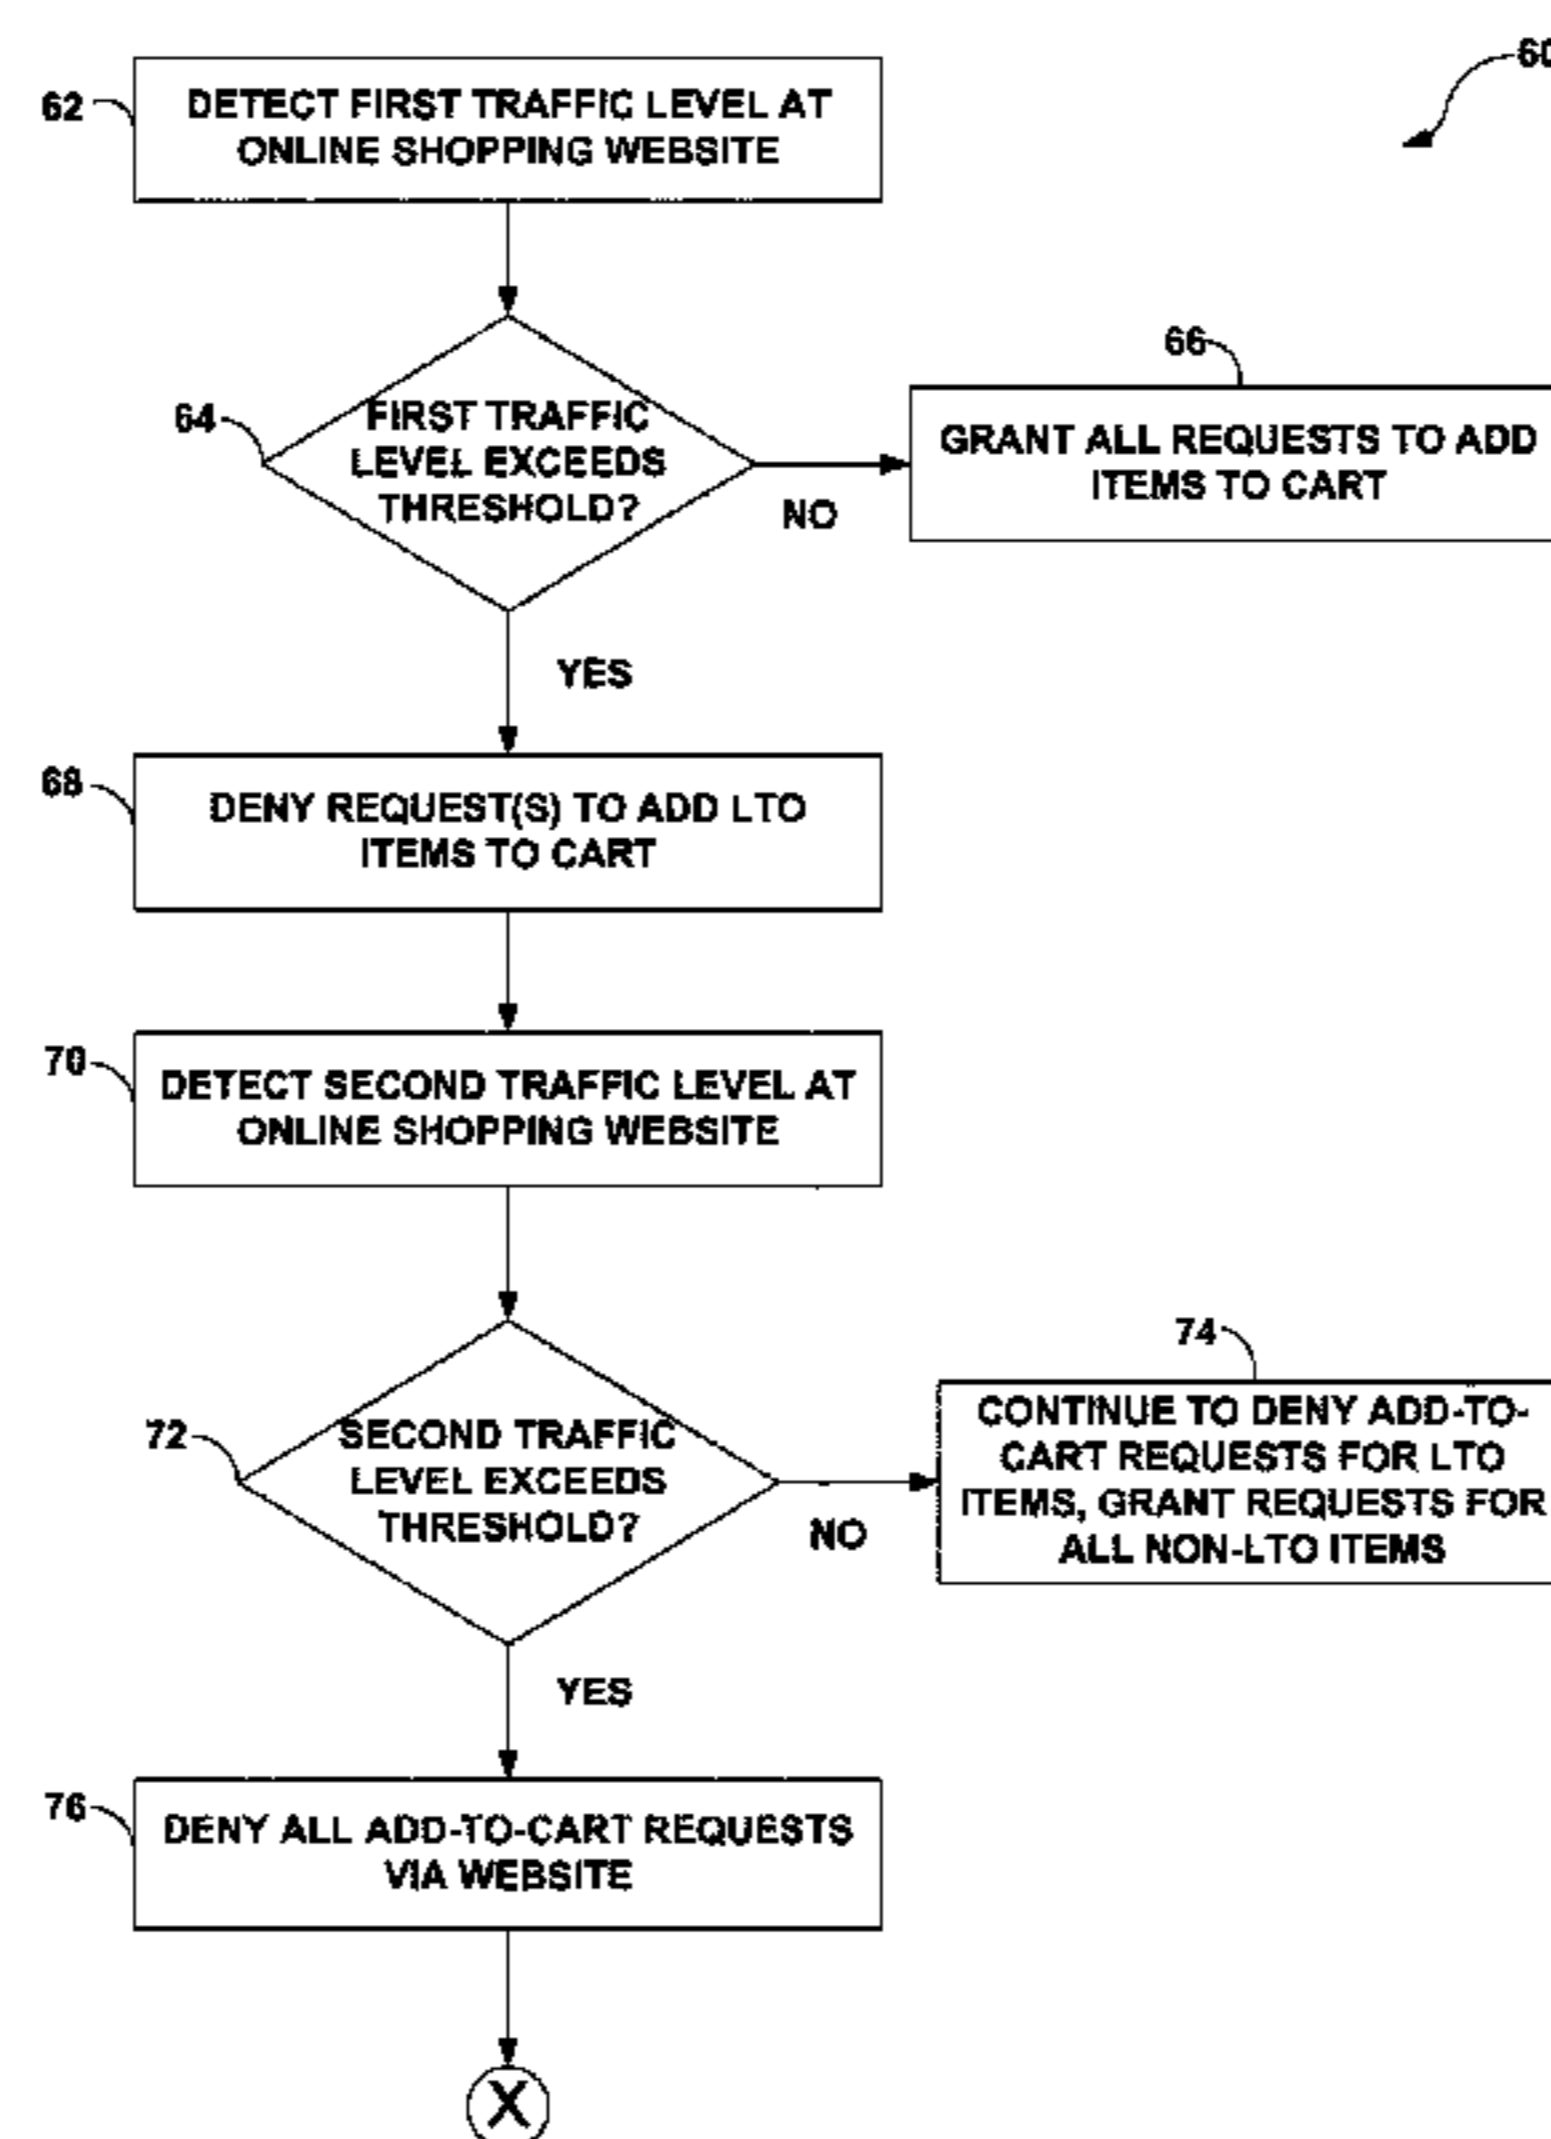 60
62
DETECT FIRST TRAFFIC LEVEL AT
ONLINE SHOPPING WEBSITE
64
FIRST TRAFFIC
LEVEL EXCEEDS
THRESHOLD?
NO
66
GRANT ALL REQUESTS TO ADD
ITEMS TO CART
YES
68
DENY REQUEST(S) TO ADD LTO
ITEMS TO CART
70
DETECT SECOND TRAFFIC LEVEL AT
ONLINE SHOPPING WEBSITE
72
SECOND TRAFFIC
LEVEL EXCEEDS
THRESHOLD?
NO
74
CONTINUE TO DENY ADD-TO-
CART REQUESTS FOR LTO
ITEMS, GRANT REQUESTS FOR
ALL NON-LTO ITEMS
YES
76
DENY ALL ADD-TO-CART REQUESTS
VIA WEBSITE
X